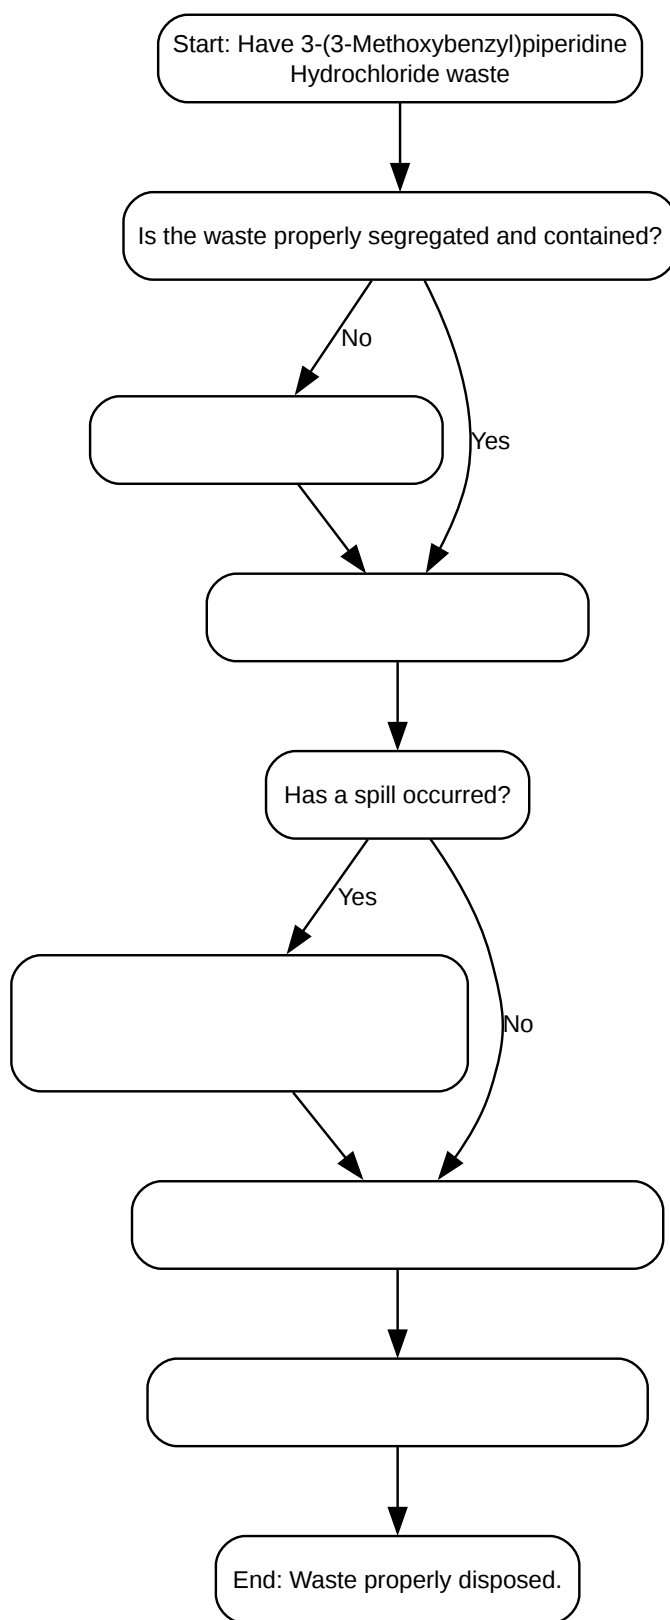 Start: Have 3-(3-Methoxybenzyl)piperidine
Hydrochloride waste
Is the waste properly segregated and contained?
No
Yes
Has a spill occurred?
Yes
No
End: Waste properly disposed.